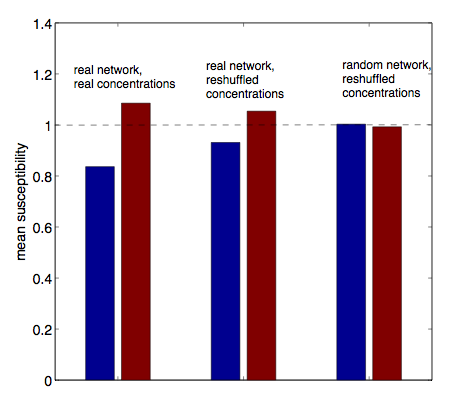 1.4
1.2
1
0.8
0.6
0.4
0.2
0
mean susceptibility
real network,
real concentrations
real network,
reshuffled
concentrations
random network,
reshuffled
concentrations